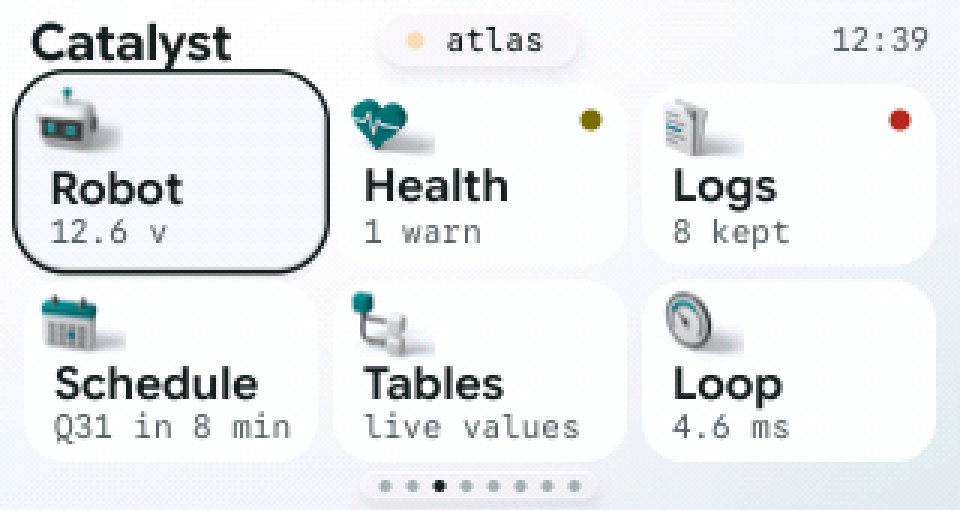 Catalyst
atlas
12:39
Robot
12.6 v
Health
1 warn
Logs
8 kept
Schedule
Q31 in 8 min
Tables
live values
Loop
4.6 ms